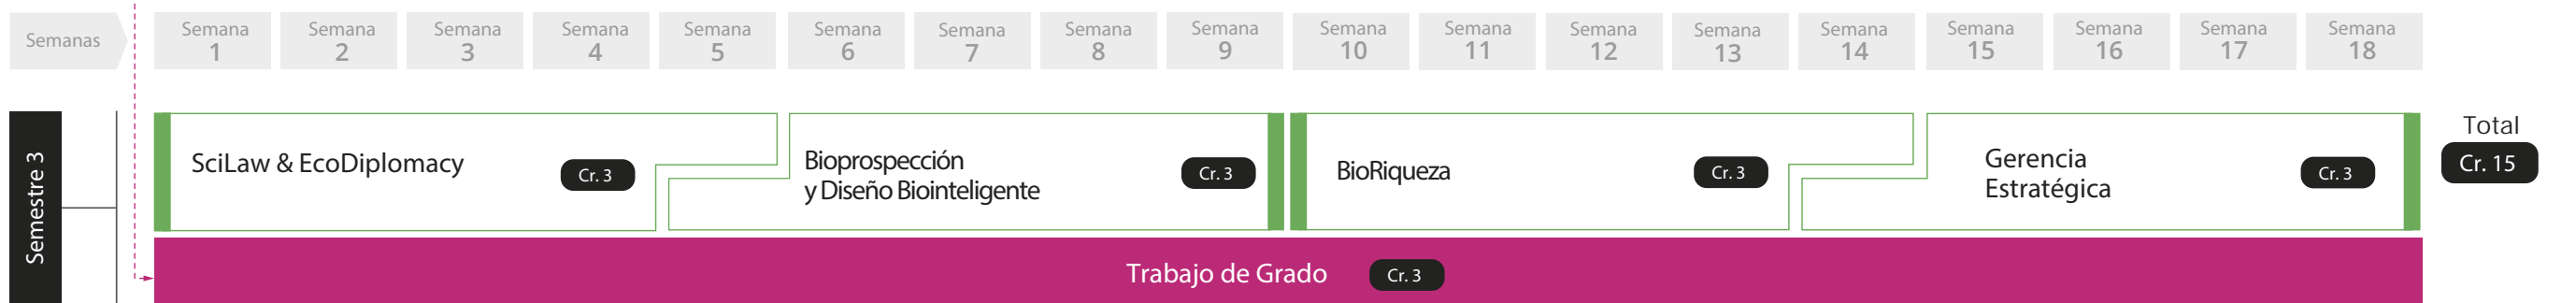 Semanas
Semana
1
Semana
2
Semana
3
Semana
4
Semana
5
Semana
6
Semana
7
Semana
8
Semana
9
Semana
10
Semana
11
Semana
12
Semana
13
Semana
14
Semana
15
Semana
16
Semana
17
Semana
18
Semestre 3
SciLaw & EcoDiplomacy
Cr. 3
Bioprospección
y Diseño Biointeligente
Cr. 3
BioRiqueza
Cr. 3
Gerencia
Estratégica
Cr. 3
Total
Cr. 15
Trabajo de Grado
Cr. 3